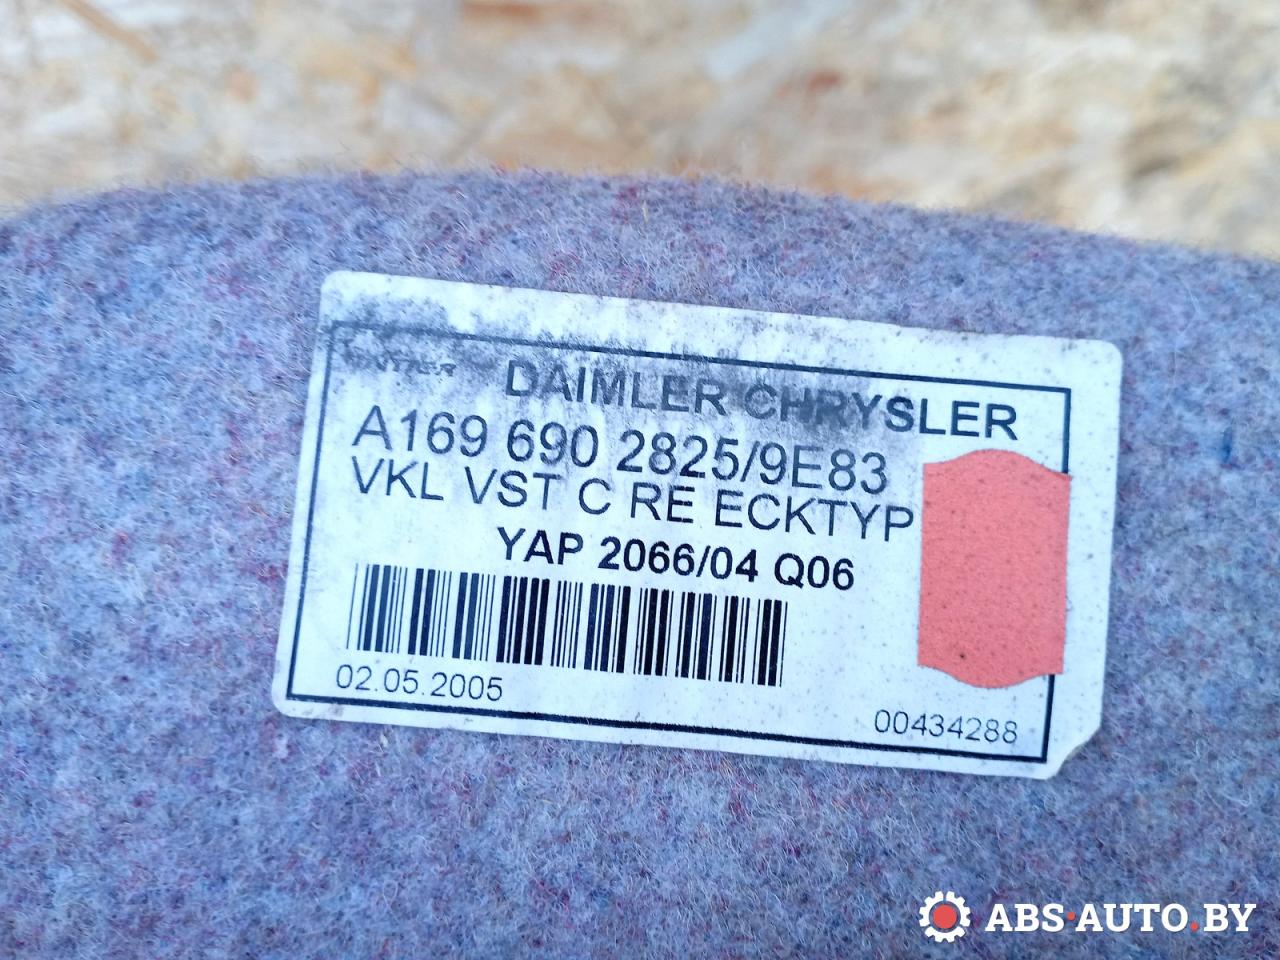 DAIMLER CHRYSLER
A169 690 2825/9E83
VKL VST C RE ECKTYP
YAP 2066/04 Q06
02.05.2005
00434288
ABS·AUTO.BY